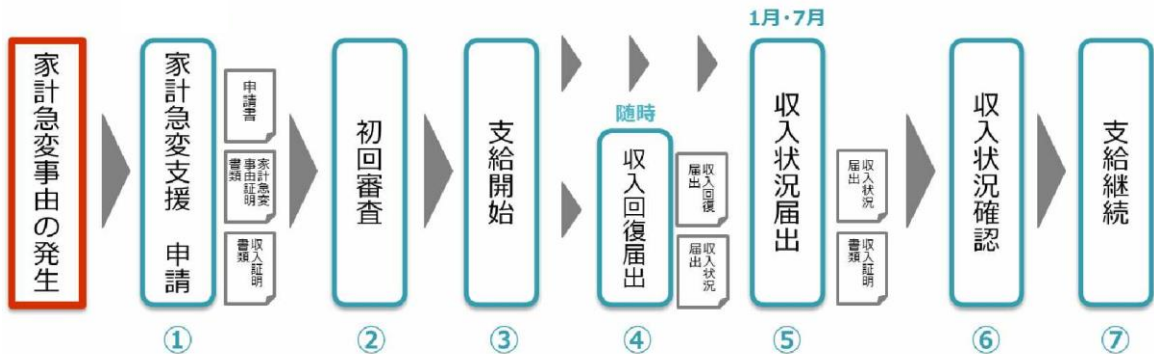 家計急変事由の発生
家計急変支援 申請
申請書
家計急変
事由証明
書類
収入証明
書類
①
初回審査
②
支給開始
③
随時
収入回復届出
収入回復
届出
収入状況
届出
④
1月・7月
収入状況届出
収入状況
届出
収入証明
書類
⑤
収入状況確認
⑥
支給継続
⑦